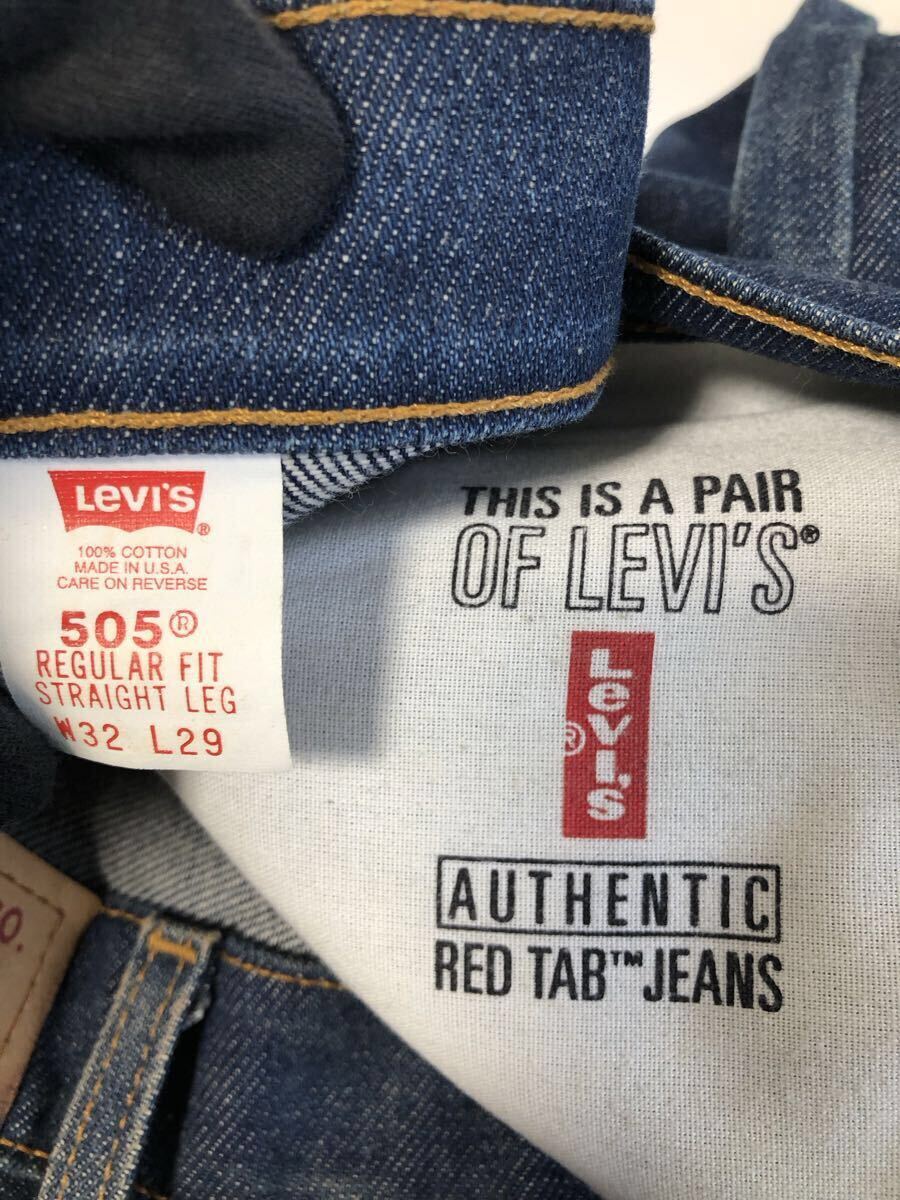 Levi's
®
100% COTTON
MADE IN U.S.A.
CARE ON REVERSE
505®
REGULAR FIT
STRAIGHT LEG
W32 L29
THIS IS A PAIR
OF LEVI'S®
Levi's
®
AUTHENTIC
RED TAB™ JEANS
O.